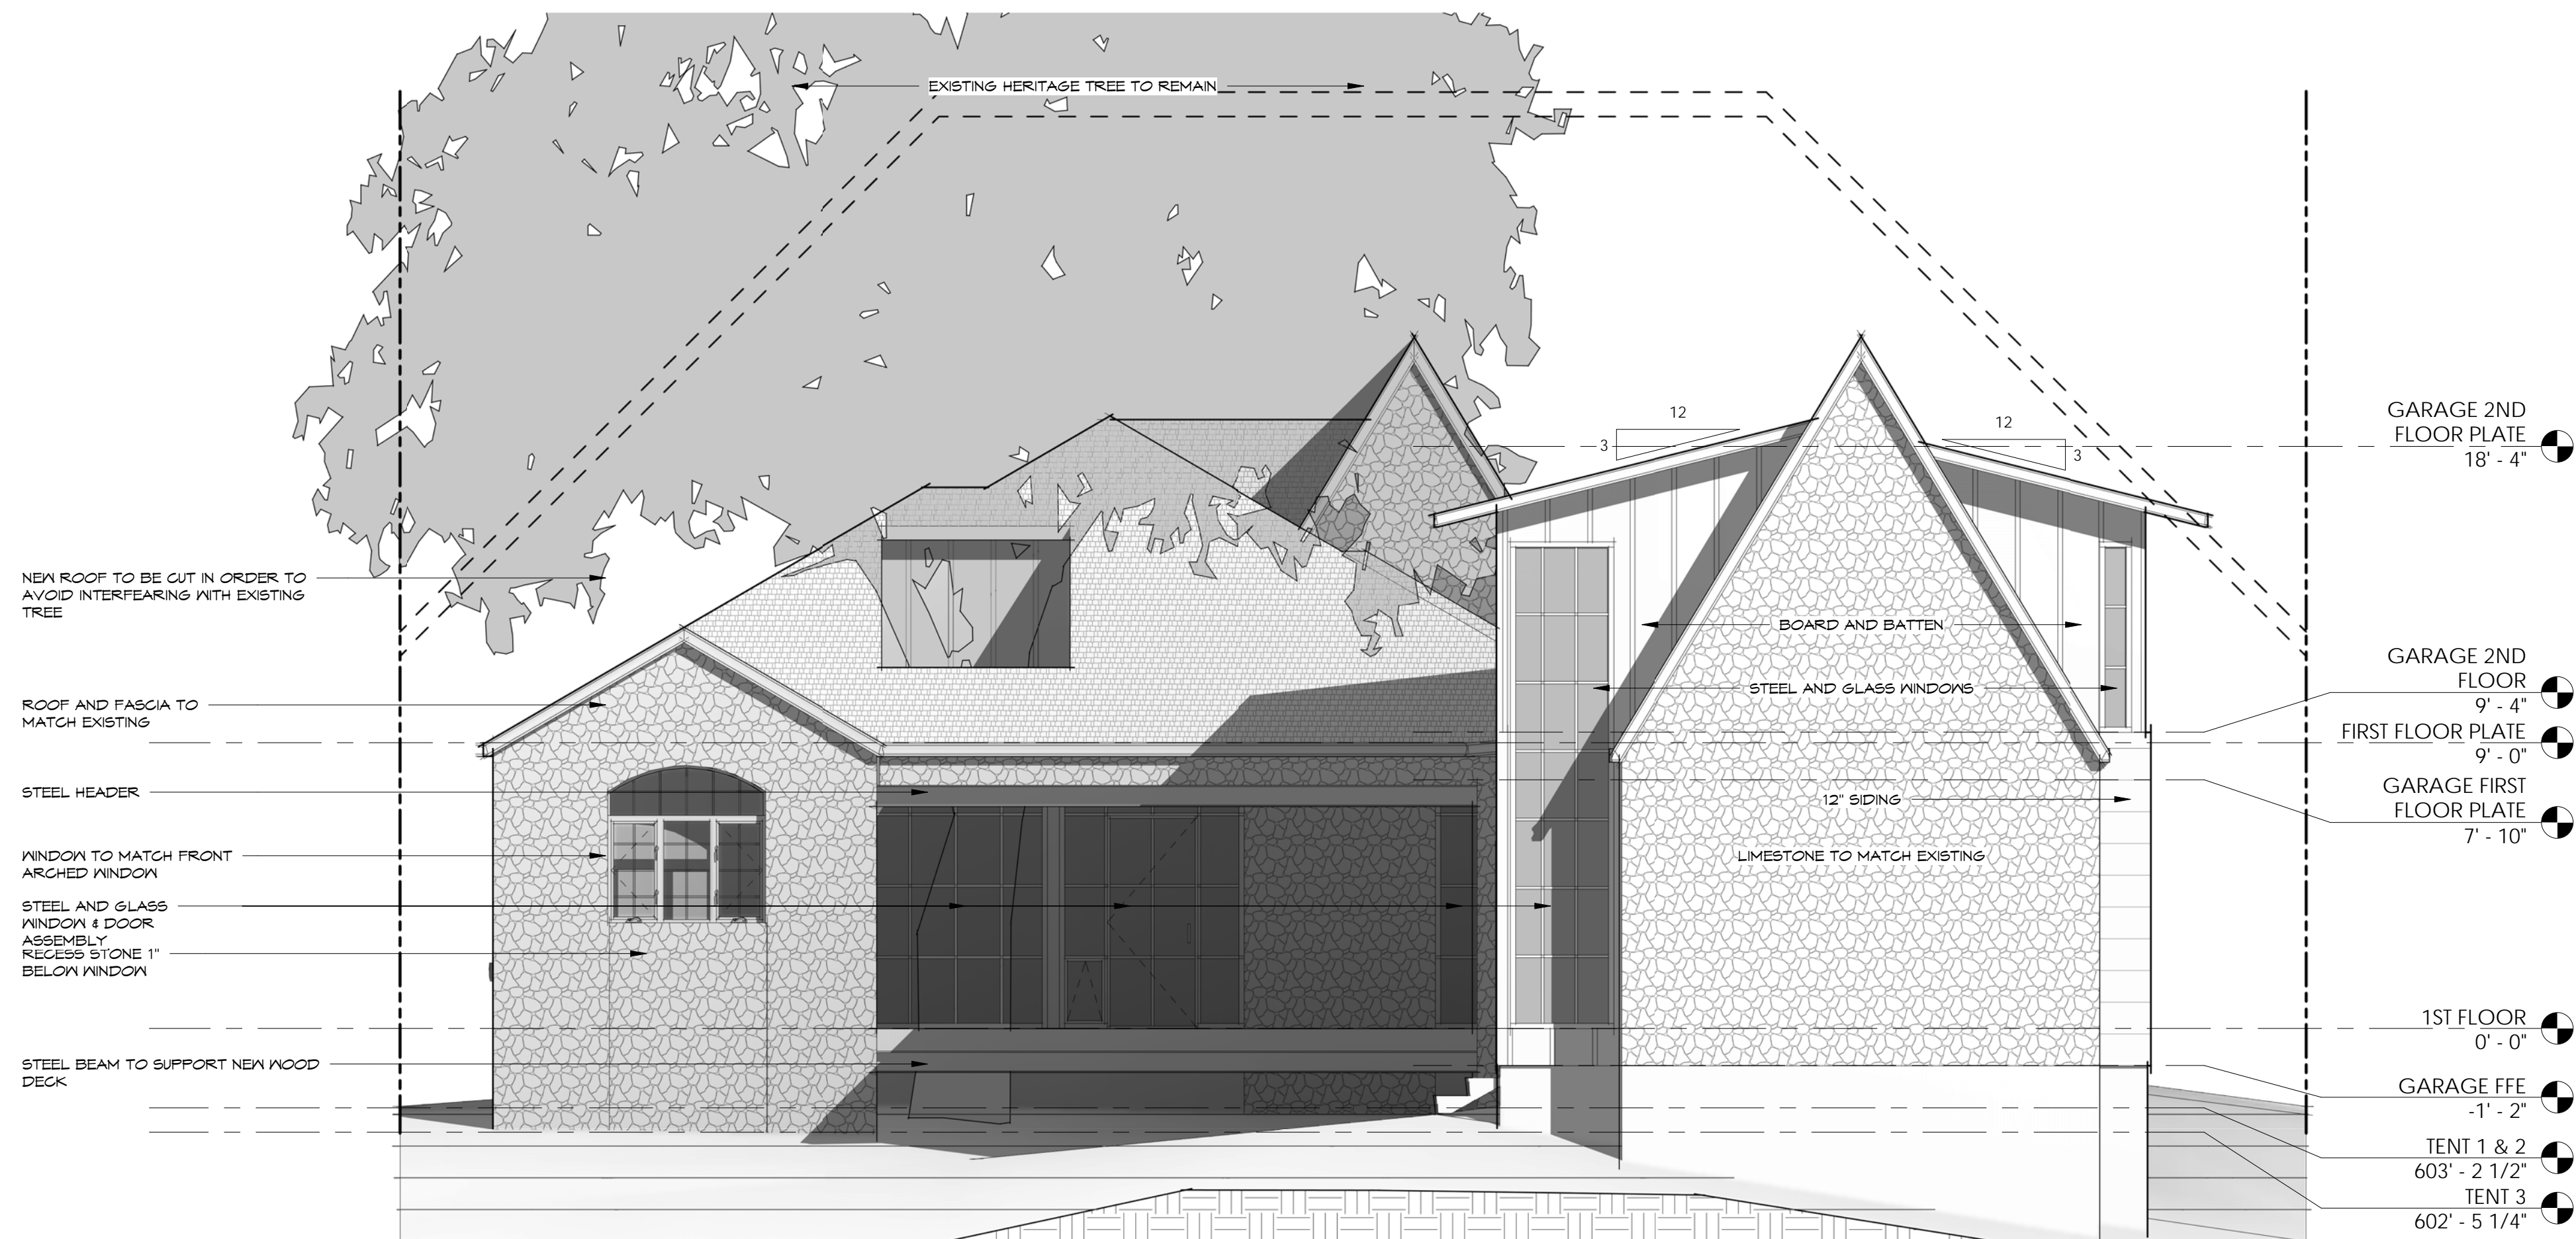 EXISTING HERITAGE TREE TO REMAIN
12
3
12
3
GARAGE 2ND
FLOOR PLATE
18' - 4"
NEW ROOF TO BE CUT IN ORDER TO
AVOID INTERFEARING WITH EXISTING
TREE
BOARD AND BATTEN
GARAGE 2ND
FLOOR
9' - 4"
STEEL AND GLASS WINDOWS
ROOF AND FASCIA TO
MATCH EXISTING
FIRST FLOOR PLATE
9' - 0"
STEEL HEADER
12" SIDING
GARAGE FIRST
FLOOR PLATE
7' - 10"
WINDOW TO MATCH FRONT
ARCHED WINDOW
LIMESTONE TO MATCH EXISTING
STEEL AND GLASS
WINDOW & DOOR
ASSEMBLY
RECESS STONE 1"
BELOW WINDOW
1ST FLOOR
0' - 0"
STEEL BEAM TO SUPPORT NEW WOOD
DECK
GARAGE FFE
-1' - 2"
TENT 1 & 2
603' - 2 1/2"
TENT 3
602' - 5 1/4"